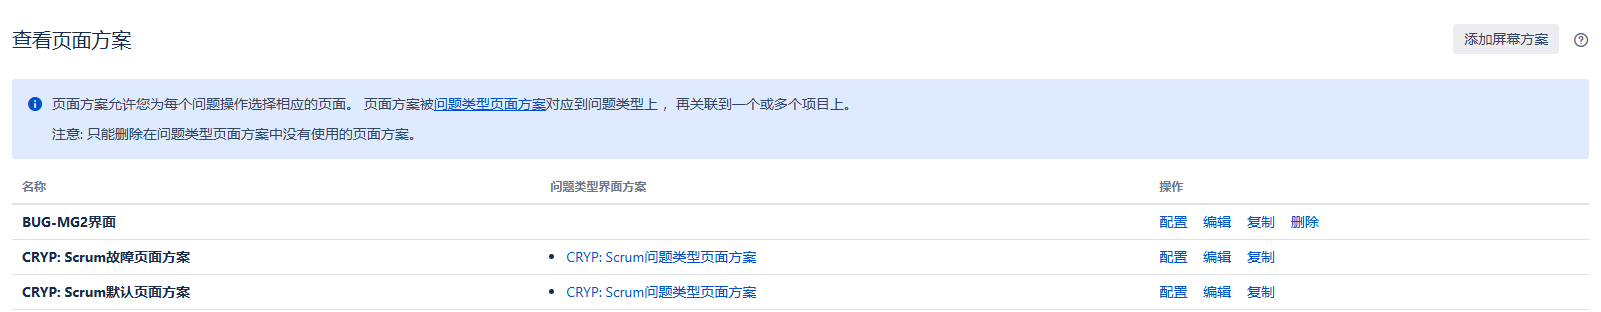 查看页面方案
添加屏幕方案
页面方案允许您为每个问题操作选择相应的页面。 页面方案被问题类型页面方案对应到问题类型上 ，再关联到一个或多个项目上。
注意: 只能删除在问题类型页面方案中没有使用的页面方案。
名称 问题类型界面方案 操作
BUG-MG2界面 配置 编辑 复制 删除
CRYP: Scrum故障页面方案 • CRYP: Scrum问题类型页面方案 配置 编辑 复制
CRYP: Scrum默认页面方案 • CRYP: Scrum问题类型页面方案 配置 编辑 复制